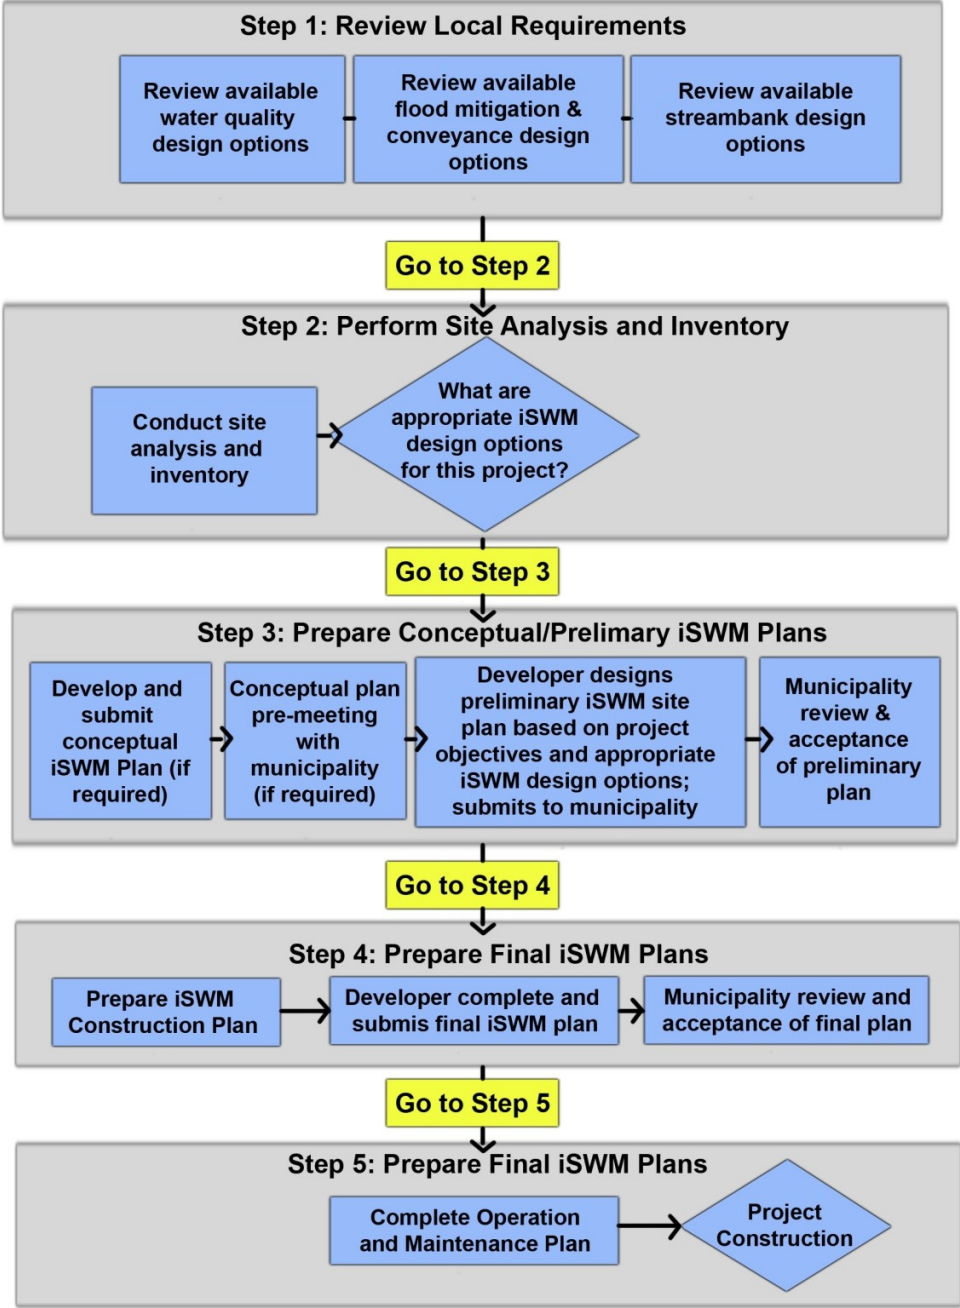 Step 1: Review Local Requirements
Review available
water quality
design options
Review available
flood mitigation &
conveyance design
options
Review available
streambank design
options
Go to Step 2
Step 2: Perform Site Analysis and Inventory
Conduct site
analysis and
inventory
What are
appropriate iSWM
design options
for this project?
Go to Step 3
Step 3: Prepare Conceptual/Prelimary iSWM Plans
Develop and
submit
conceptual
iSWM Plan (if
required)
Conceptual plan
pre-meeting
with
municipality
(if required)
Developer designs
preliminary iSWM site
plan based on project
objectives and appropriate
iSWM design options;
submits to municipality
Municipality
review &
acceptance
of preliminary
plan
Go to Step 4
Step 4: Prepare Final iSWM Plans
Prepare iSWM
Construction Plan
Developer complete and
submis final iSWM plan
Municipality review and
acceptance of final plan
Go to Step 5
Step 5: Prepare Final iSWM Plans
Complete Operation
and Maintenance Plan
Project
Construction